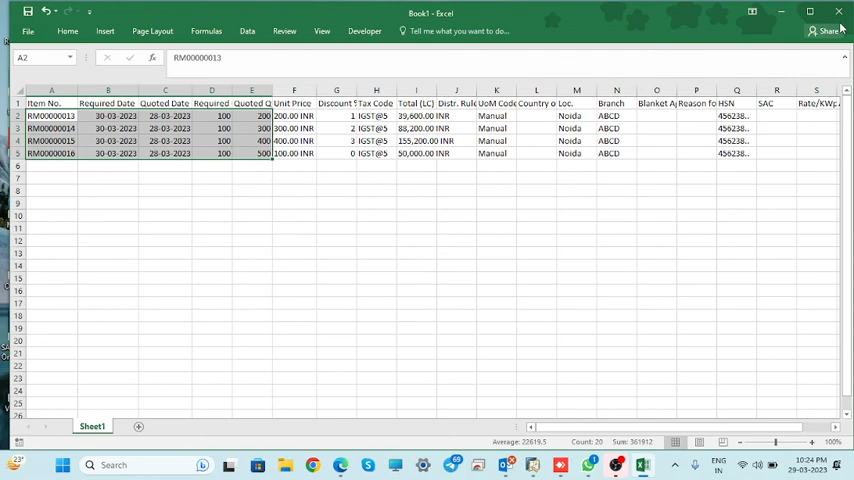 Book1 - Excel
File Home Insert Page Layout Formulas Data Review View Developer Tell me what you want to do... Share
A2 fx RM00000013
A B C D E F G H I J K L M N O P Q R S
1 Item No. Required Date Quoted Date Required Quoted Q Unit Price Discount % Tax Code Total (LC) Distr. Rule UoM Code Country o Loc. Branch Blanket A Reason fo HSN SAC Rate/KWp
2 RM00000013 30-03-2023 28-03-2023 100 200 200.00 INR 1 IGST@5 39,600.00 INR Manual Noida ABCD 456238..
3 RM00000014 30-03-2023 28-03-2023 100 300 300.00 INR 2 IGST@5 88,200.00 INR Manual Noida ABCD 456238..
4 RM00000015 30-03-2023 28-03-2023 100 400 400.00 INR 3 IGST@5 155,200.00 INR Manual Noida ABCD 456238..
5 RM00000016 30-03-2023 28-03-2023 100 500 100.00 INR 0 IGST@5 50,000.00 INR Manual Noida ABCD 456238..
6
7
8
9
10
11
12
13
14
15
16
17
18
19
20
21
22
23
24
25
26
Sheet1
Average: 22619.5 Count: 20 Sum: 361912 100%
23° Search 69 1 ENG 10:24 PM
IN 29-03-2023